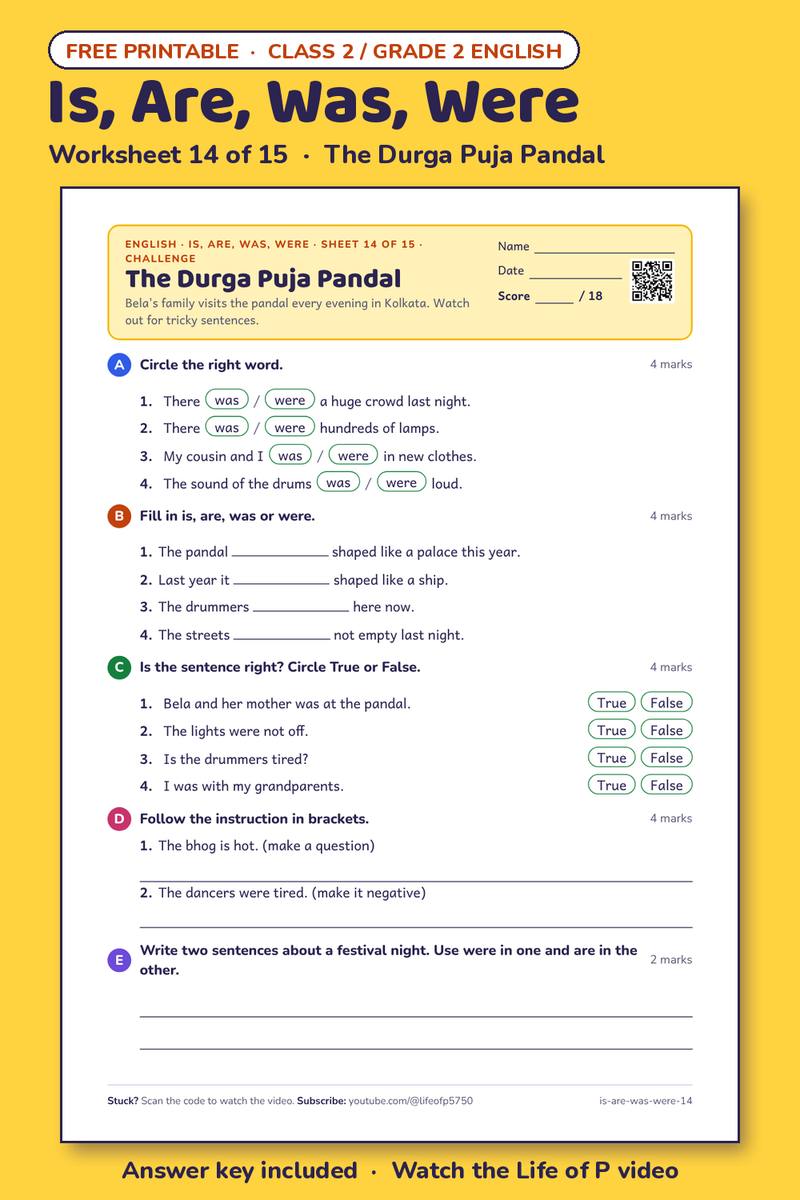 FREE PRINTABLE · CLASS 2 / GRADE 2 ENGLISH
Is, Are, Was, Were
Worksheet 14 of 15 · The Durga Puja Pandal
ENGLISH · IS, ARE, WAS, WERE · SHEET 14 OF 15 ·
CHALLENGE
The Durga Puja Pandal
Bela's family visits the pandal every evening in Kolkata. Watch
out for tricky sentences.
Name ____
Date ____
Score ____ / 18
A Circle the right word. 4 marks
1. There was / were a huge crowd last night.
2. There was / were hundreds of lamps.
3. My cousin and I was / were in new clothes.
4. The sound of the drums was / were loud.
B Fill in is, are, was or were. 4 marks
1. The pandal ____ shaped like a palace this year.
2. Last year it ____ shaped like a ship.
3. The drummers ____ here now.
4. The streets ____ not empty last night.
C Is the sentence right? Circle True or False. 4 marks
1. Bela and her mother was at the pandal. True False
2. The lights were not off. True False
3. Is the drummers tired? True False
4. I was with my grandparents. True False
D Follow the instruction in brackets. 4 marks
1. The bhog is hot. (make a question)
2. The dancers were tired. (make it negative)
E Write two sentences about a festival night. Use were in one and are in the
other. 2 marks
Stuck? Scan the code to watch the video. Subscribe: youtube.com/@lifeofp5750 is-are-was-were-14
Answer key included · Watch the Life of P video